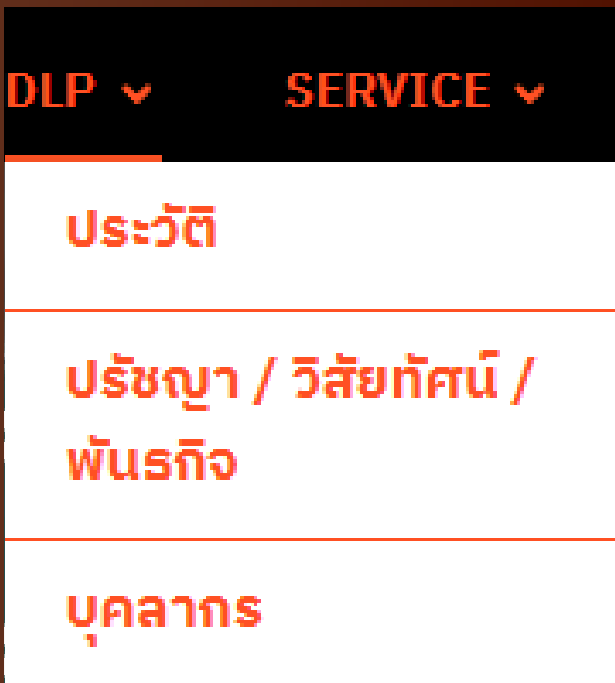 DLP
SERVICE
ประวัติ
ปรัชญา / วิสัยทัศน์ /
พันธกิจ
บุคลากร